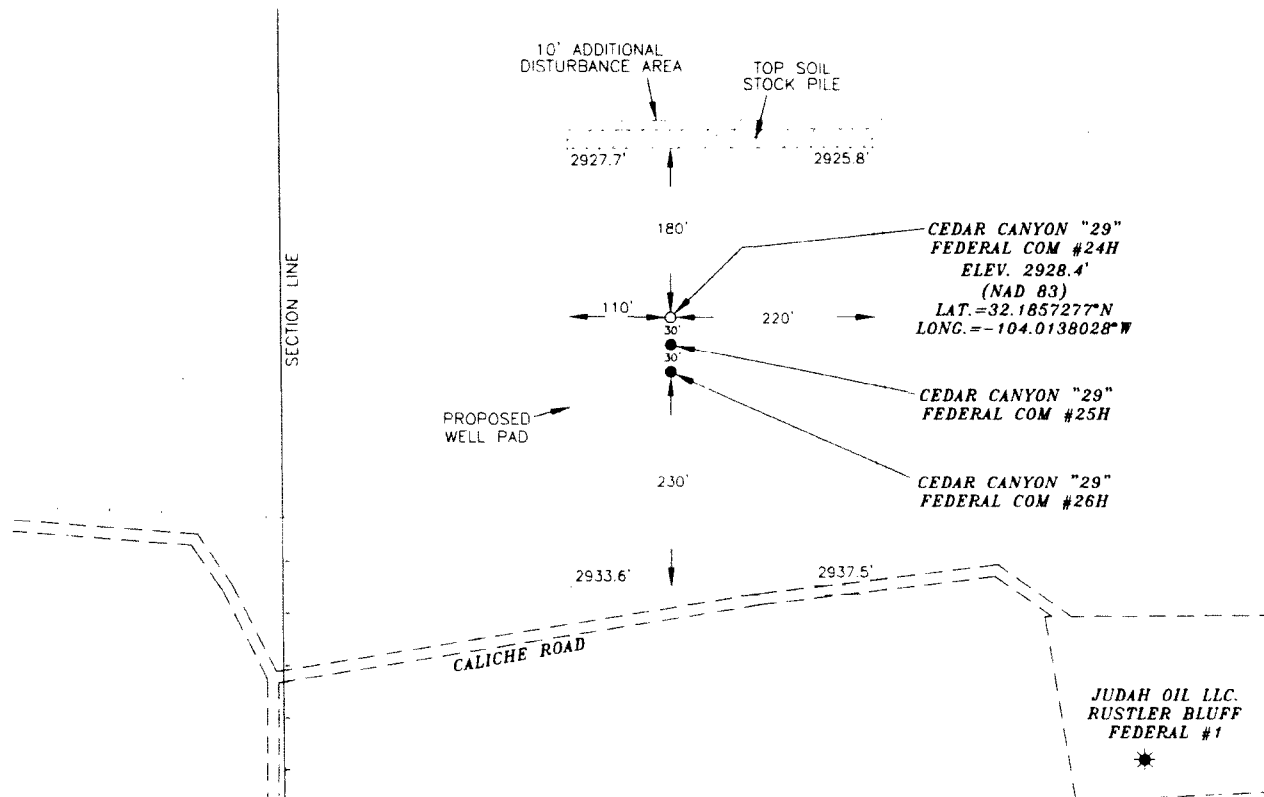 10' ADDITIONAL
DISTURBANCE AREA
TOP SOIL
STOCK PILE
2927.7'
2925.8'
180'
CEDAR CANYON "29"
FEDERAL COM #24H
ELEV. 2928.4'
(NAD 83)
LAT.=32.1857277°N
LONG.=-104.0138028°W
SECTION LINE
110'
220'
30'
30'
CEDAR CANYON "29"
FEDERAL COM #25H
PROPOSED
WELL PAD
230'
CEDAR CANYON "29"
FEDERAL COM #26H
2933.6'
2937.5'
CALICHE ROAD
JUDAH OIL LLC.
RUSTLER BLUFF
FEDERAL #1